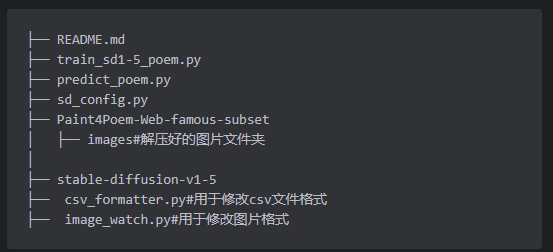 ├── README.md
├── train_sd1-5_poem.py
├── predict_poem.py
├── sd_config.py
├── Paint4Poem-Web-famous-subset
│   ├── images#解压好的图片文件夹
│
├── stable-diffusion-v1-5
├──  csv_formatter.py#用于修改csv文件格式
├──  image_watch.py#用于修改图片格式